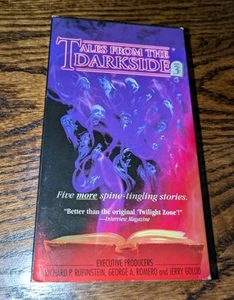 TALES FROM THE
DARKSIDE
Five more spine-tingling stories.
"Better than the original 'Twilight Zone'!"
—Interview Magazine
EXECUTIVE PRODUCERS
RICHARD P. RUBINSTEIN, GEORGE A. ROMERO and JERRY GOLOD